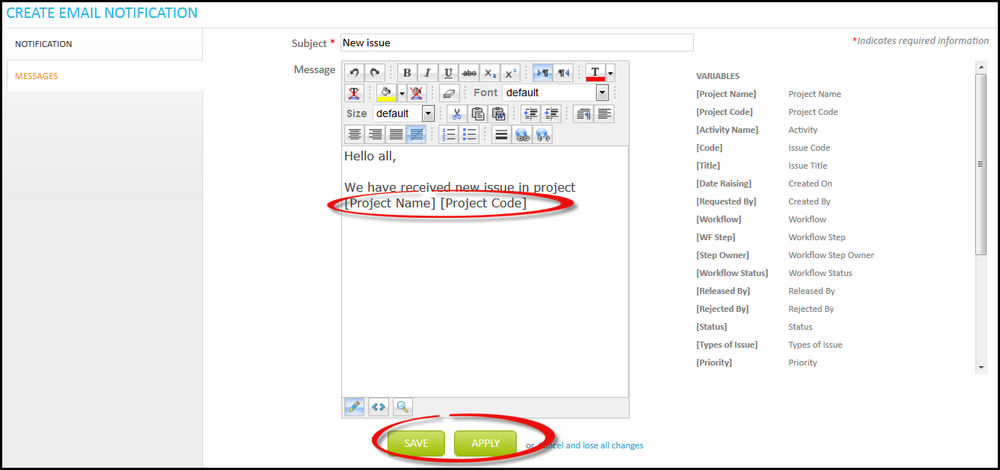 CREATE EMAIL NOTIFICATION
NOTIFICATION
MESSAGES
Subject * New issue
*Indicates required information
Message
B I U abc X₂ X² T
T Font default
Size default
Hello all,
We have received new issue in project
[Project Name] [Project Code]
VARIABLES
[Project Name] Project Name
[Project Code] Project Code
[Activity Name] Activity
[Code] Issue Code
[Title] Issue Title
[Date Raising] Created On
[Requested By] Created By
[Workflow] Workflow
[WF Step] Workflow Step
[Step Owner] Workflow Step Owner
[Workflow Status] Workflow Status
[Released By] Released By
[Rejected By] Rejected By
[Status] Status
[Types of Issue] Types of Issue
[Priority] Priority
SAVE APPLY or Cancel and lose all changes